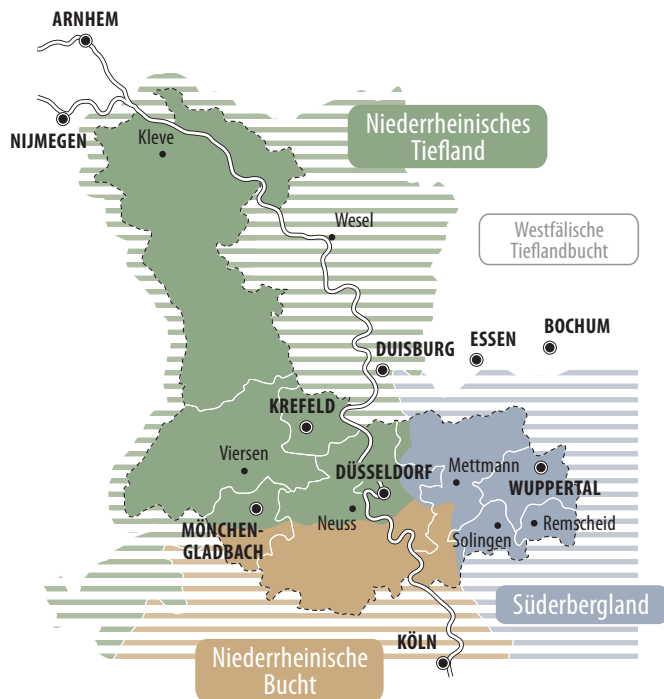 ARNHEM
NIJMEGEN
Kleve
Niederrheinisches
Tiefland
Wesel
Westfälische
Tieflandbucht
BOCHUM
ESSEN
DUISBURG
KREFELD
Viersen
DÜSSELDORF
Mettmann
WUPPERTAL
MÖNCHEN-
GLADBACH
Neuss
Solingen
Remscheid
Süderbergland
KÖLN
Niederrheinische
Bucht